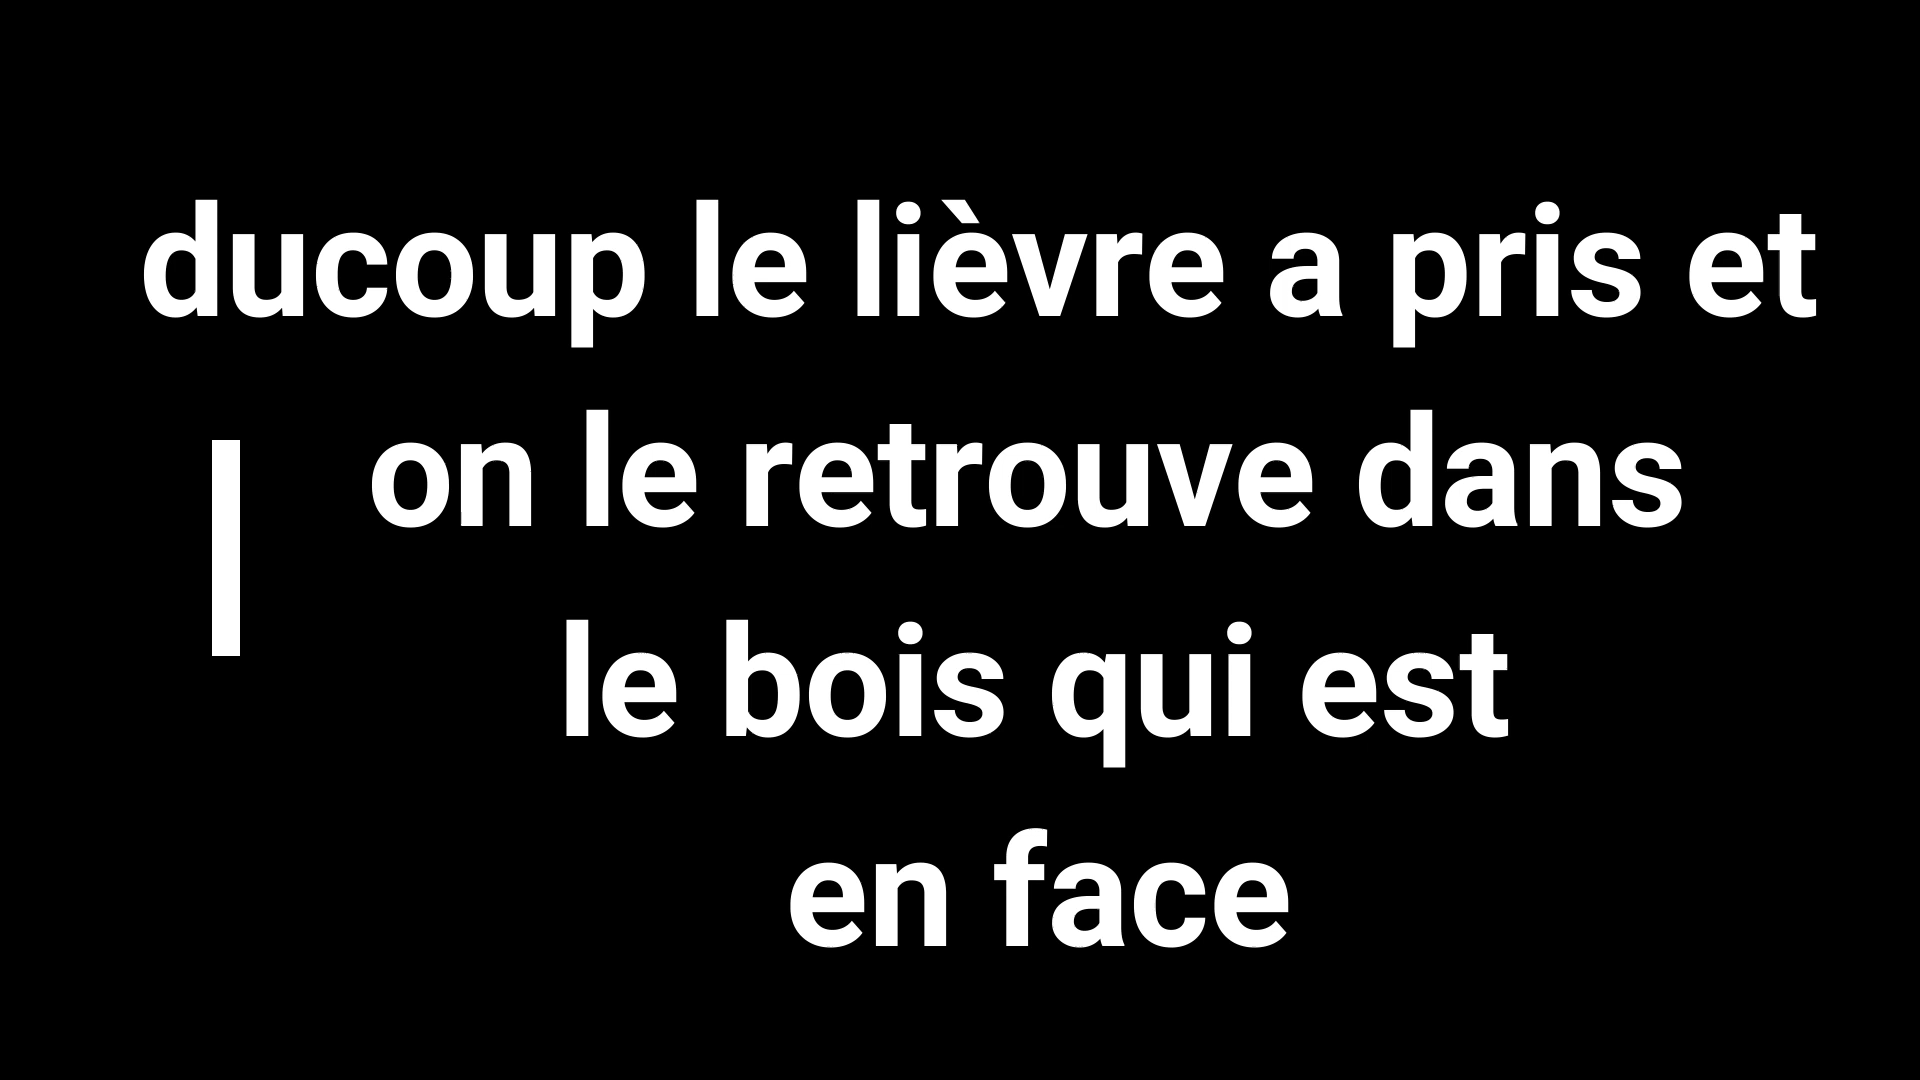 ducoup le lièvre a pris et
on le retrouve dans
le bois qui est
en face